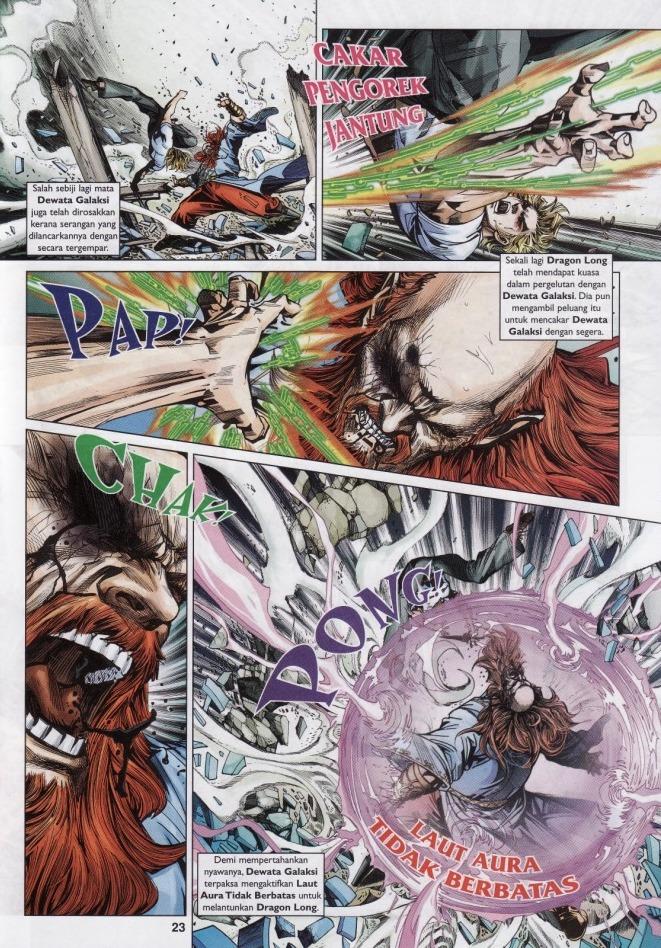 Salah sebiji lagi mata
Dewata Galaksi
juga telah dirosakkan
kerana serangan yang
dilancarkannya dengan
secara tergempar.
CAKAR
PENGOREK
JANTUNG
Sekali lagi Dragon Long
telah mendapat kuasa
dalam pergelutan dengan
Dewata Galaksi. Dia pun
mengambil peluang itu
untuk mencakar Dewata
Galaksi dengan segera.
PAP!
CHAK!
PONG!
LAUT AURA
TIDAK BERBATAS
Demi mempertahankan
nyawanya, Dewata Galaksi
terpaksa mengaktifkan Laut
Aura Tidak Berbatas untuk
melantunkan Dragon Long.
23